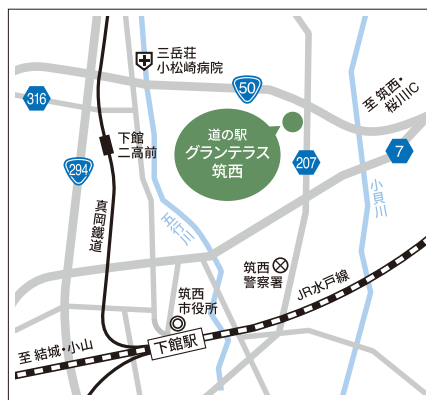 三岳荘
小松崎病院
50
至 筑西・
桜川IC
316
道の駅
グランテラス
筑西
下館
二高前
7
207
294
小貝川
真岡鐵道
五行川
筑西
警察署
JR水戸線
筑西
市役所
下館駅
至 結城・小山